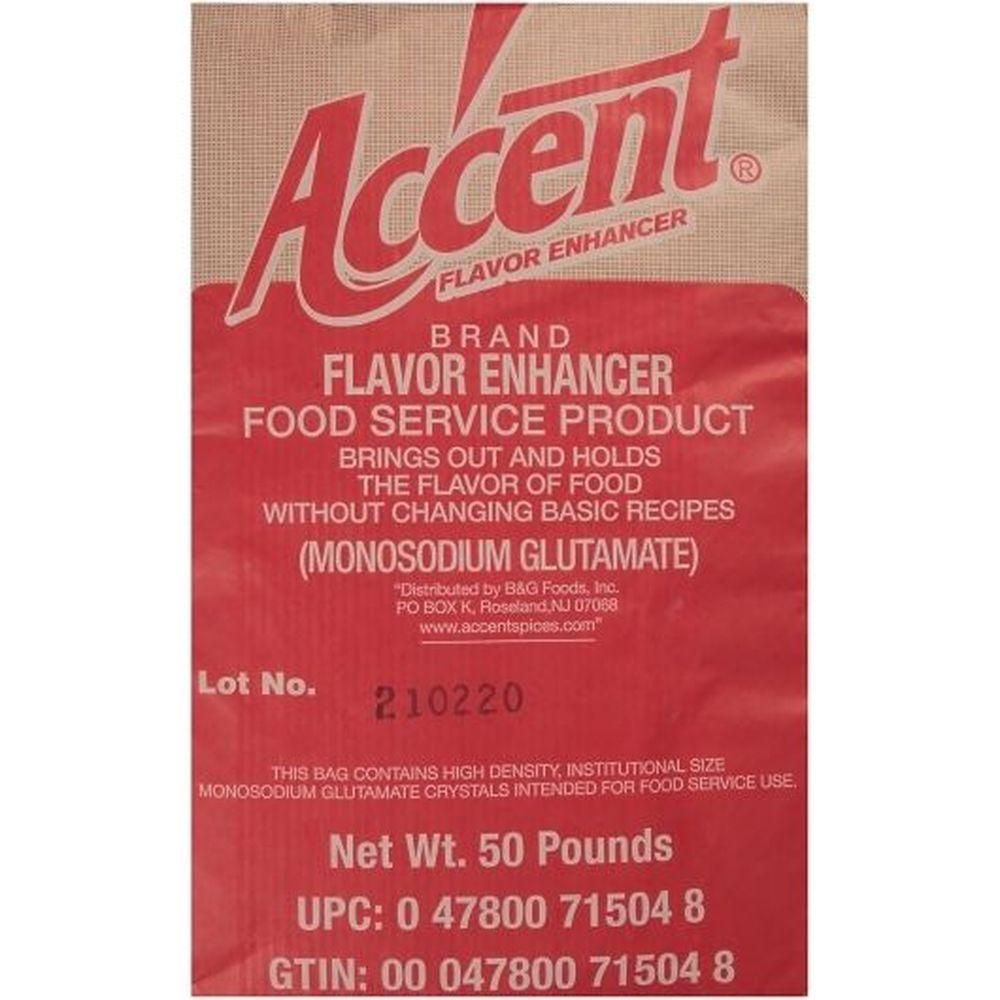 Accent®
FLAVOR ENHANCER
BRAND
FLAVOR ENHANCER
FOOD SERVICE PRODUCT
BRINGS OUT AND HOLDS
THE FLAVOR OF FOOD
WITHOUT CHANGING BASIC RECIPES
(MONOSODIUM GLUTAMATE)
"Distributed by B&G Foods, Inc.
PO BOX K, Roseland,NJ 07068
www.accentspices.com"
Lot No. 210220
THIS BAG CONTAINS HIGH DENSITY, INSTITUTIONAL SIZE
MONOSODIUM GLUTAMATE CRYSTALS INTENDED FOR FOOD SERVICE USE.
Net Wt. 50 Pounds
UPC: 0 47800 71504 8
GTIN: 00 047800 71504 8